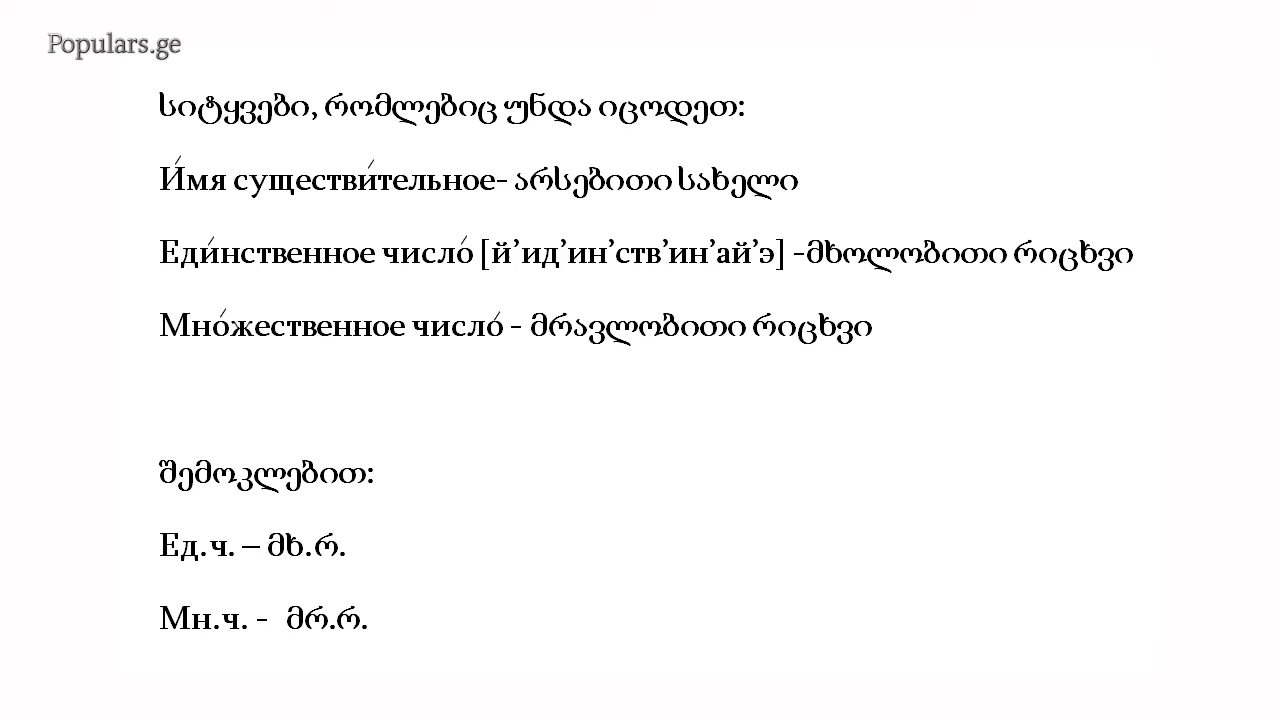 Populars.ge
სიტყვები, რომლებიც უნდა იცოდეთ:
И́мя существи́тельное- არსებითი სახელი
Еди́нственное число́ [й’ид’ин’ств’ин’ай’э] -მხოლობითი რიცხვი
Мно́жественное число́ - მრავლობითი რიცხვი
შემოკლებით:
Ед.ч. – მხ.რ.
Мн.ч. - მრ.რ.